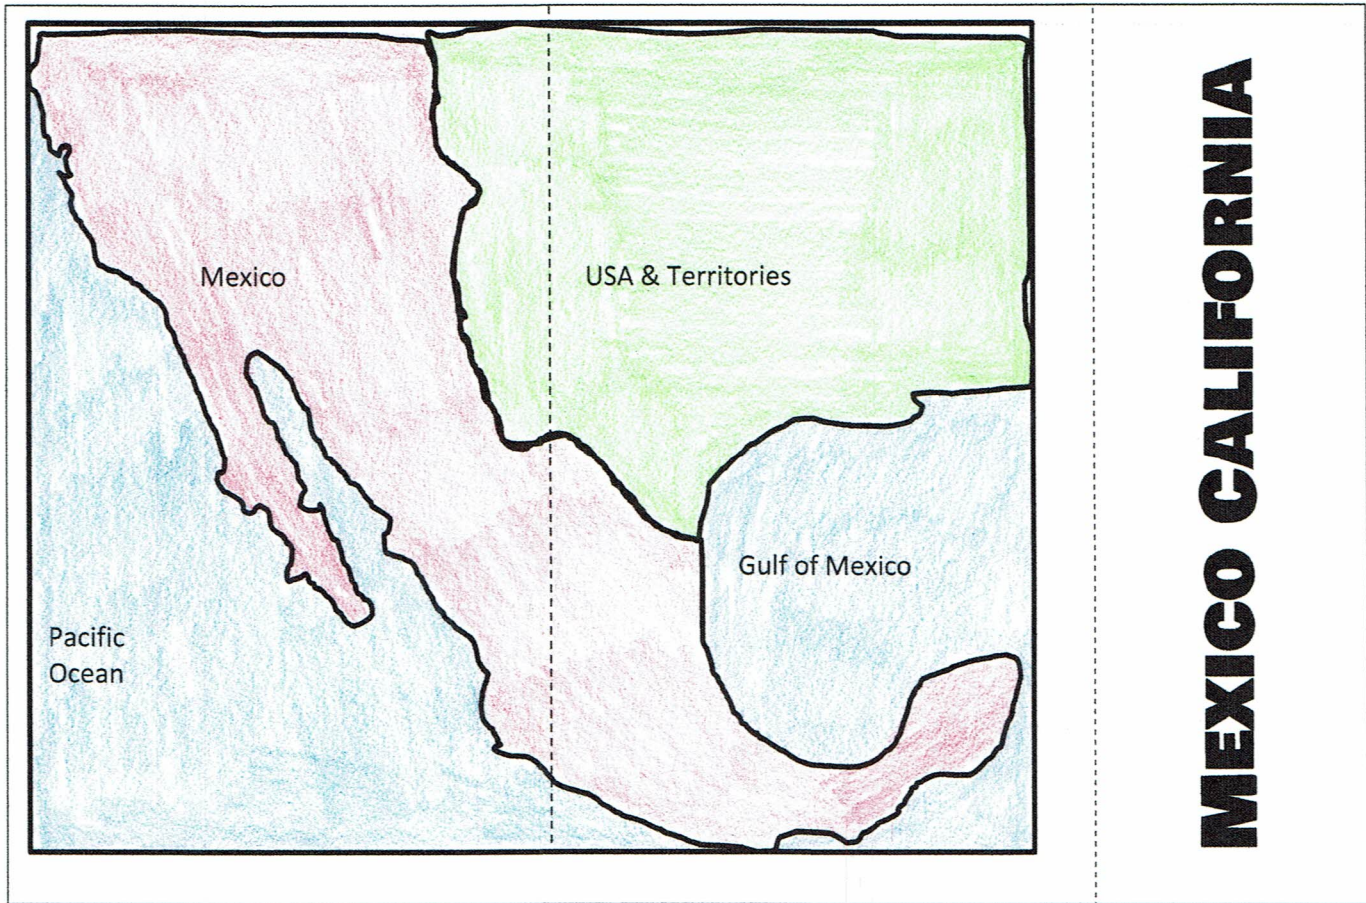 Mexico
USA & Territories
Gulf of Mexico
Pacific
Ocean
MEXICO CALIFORNIA